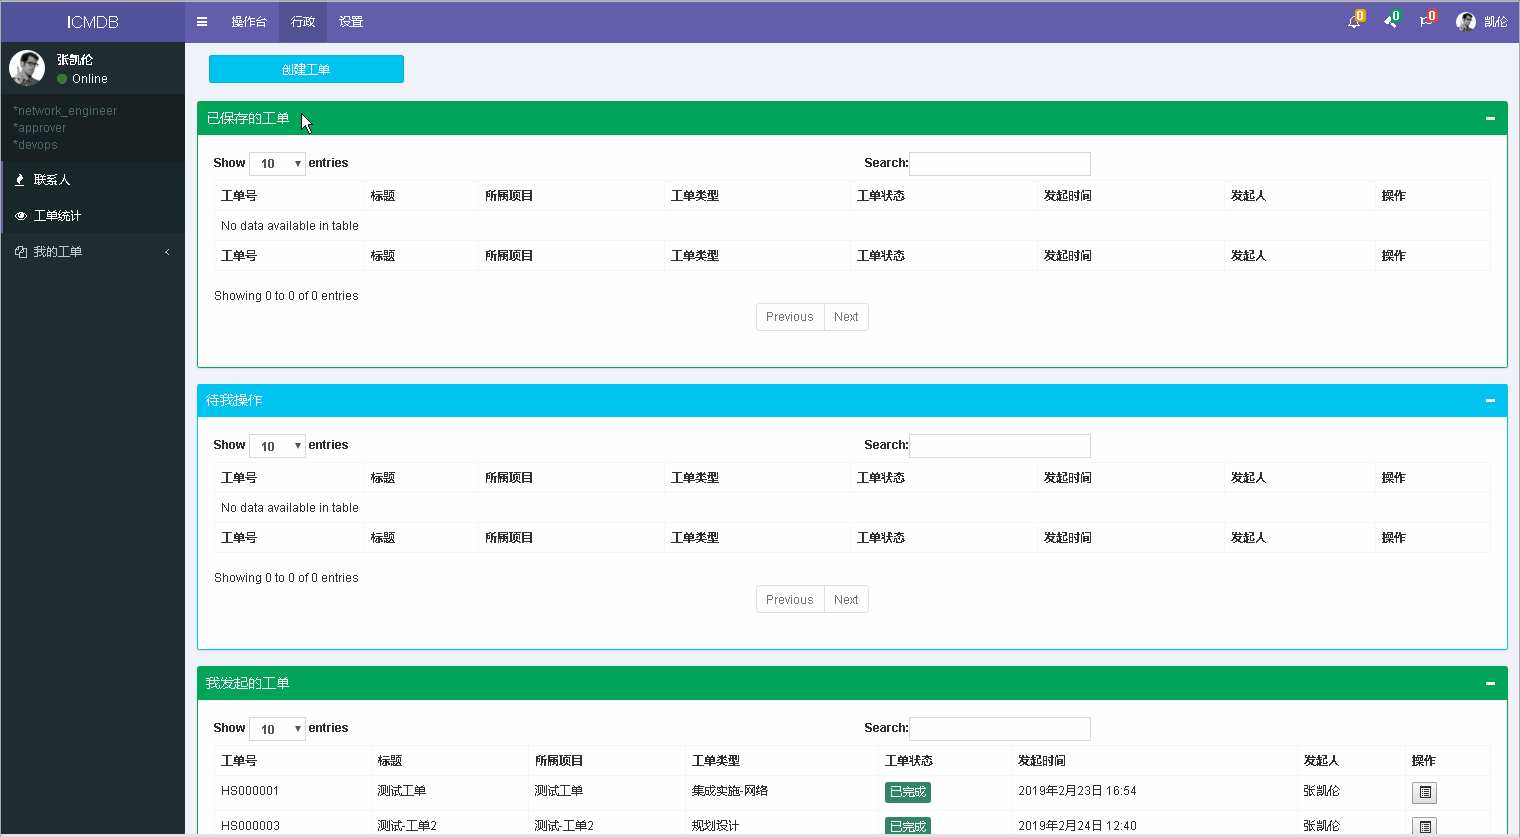 ICMDB 操作台 行政 设置 0 0 0 凯伦
张凯伦
Online
*network_engineer
*approver
*devops
联系人
工单统计
我的工单
创建工单
已保存的工单
Show 10 entries Search:
工单号 标题 所属项目 工单类型 工单状态 发起时间 发起人 操作
No data available in table
工单号 标题 所属项目 工单类型 工单状态 发起时间 发起人 操作
Showing 0 to 0 of 0 entries
Previous Next
待我操作
Show 10 entries Search:
工单号 标题 所属项目 工单类型 工单状态 发起时间 发起人 操作
No data available in table
工单号 标题 所属项目 工单类型 工单状态 发起时间 发起人 操作
Showing 0 to 0 of 0 entries
Previous Next
我发起的工单
Show 10 entries Search:
工单号 标题 所属项目 工单类型 工单状态 发起时间 发起人 操作
HS000001 测试工单 测试工单 集成实施-网络 已完成 2019年2月23日 16:54 张凯伦
HS000003 测试-工单2 测试-工单2 规划设计 已完成 2019年2月24日 12:40 张凯伦